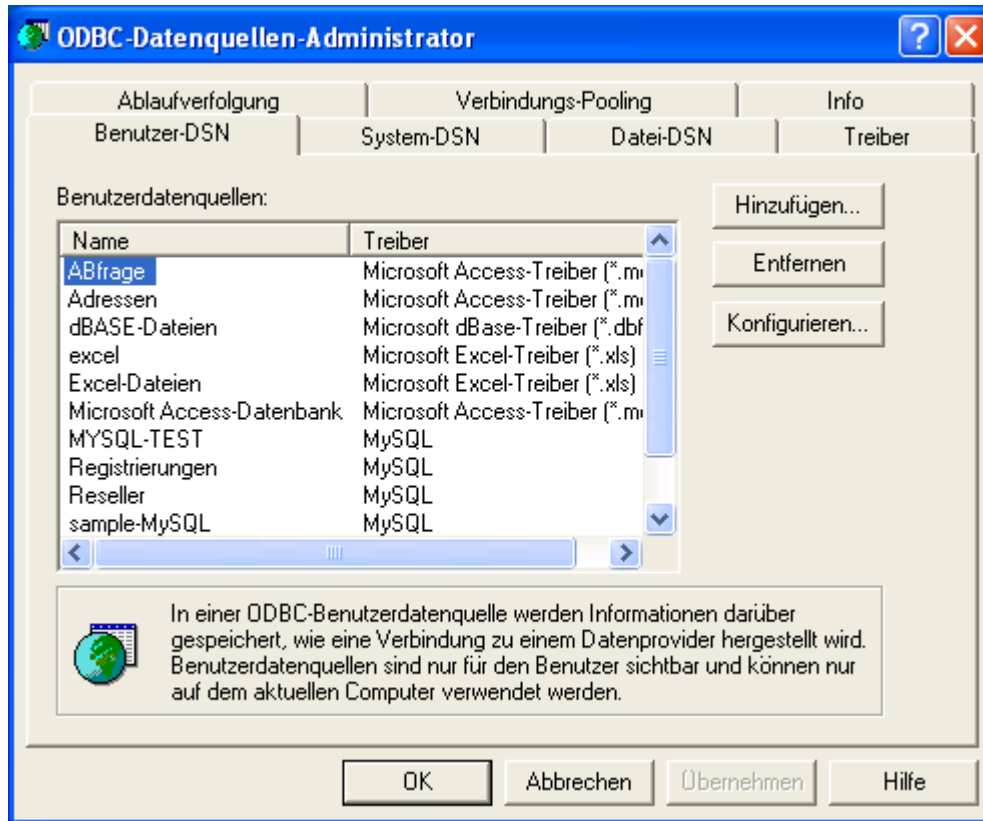 ODBC-Datenquellen-Administrator
Ablaufverfolgung Verbindungs-Pooling Info
Benutzer-DSN System-DSN Datei-DSN Treiber
Benutzerdatenquellen:
Hinzufügen...
Name Treiber
ABfrage Microsoft Access-Treiber (*.m
Entfernen
Adressen Microsoft Access-Treiber (*.m
dBASE-Dateien Microsoft dBase-Treiber (*.dbf
Konfigurieren...
excel Microsoft Excel-Treiber (*.xls)
Excel-Dateien Microsoft Excel-Treiber (*.xls)
Microsoft Access-Datenbank Microsoft Access-Treiber (*.m
MYSQL-TEST MySQL
Registrierungen MySQL
Reseller MySQL
sample-MySQL MySQL
In einer ODBC-Benutzerdatenquelle werden Informationen darüber
gespeichert, wie eine Verbindung zu einem Datenprovider hergestellt wird.
Benutzerdatenquellen sind nur für den Benutzer sichtbar und können nur
auf dem aktuellen Computer verwendet werden.
OK Abbrechen Übernehmen Hilfe